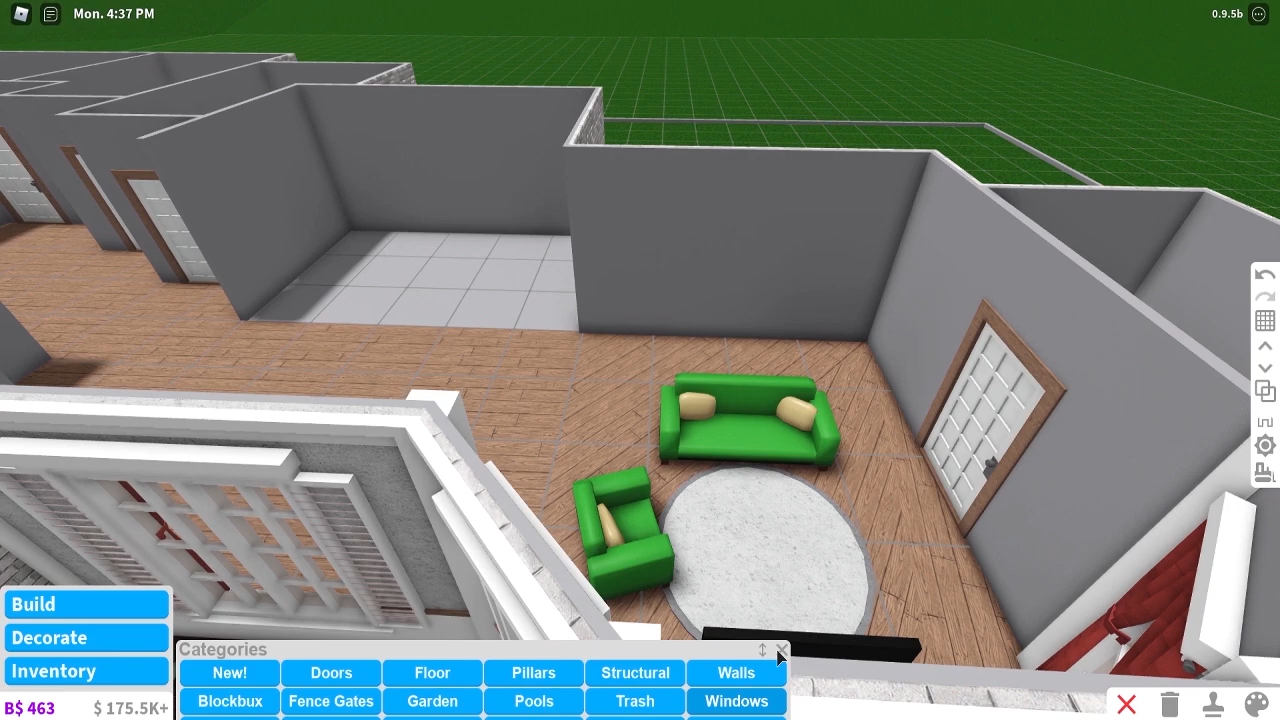 Mon. 4:37 PM
0.9.5b
Build
Decorate
Inventory
B$ 463
$ 175.5K+
Categories
New! Doors Floor Pillars Structural Walls
Blockbux Fence Gates Garden Pools Trash Windows